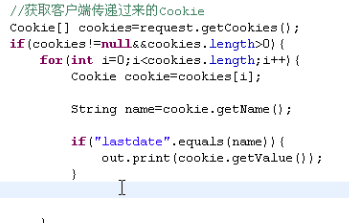 //获取客户端传递过来的Cookie
Cookie[] cookies=request.getCookies();
if(cookies!=null&&cookies.length>0){
for(int i=0;i<cookies.length;i++){
Cookie cookie=cookies[i];
String name=cookie.getName();
if("lastdate".equals(name)){
out.print(cookie.getValue());
}